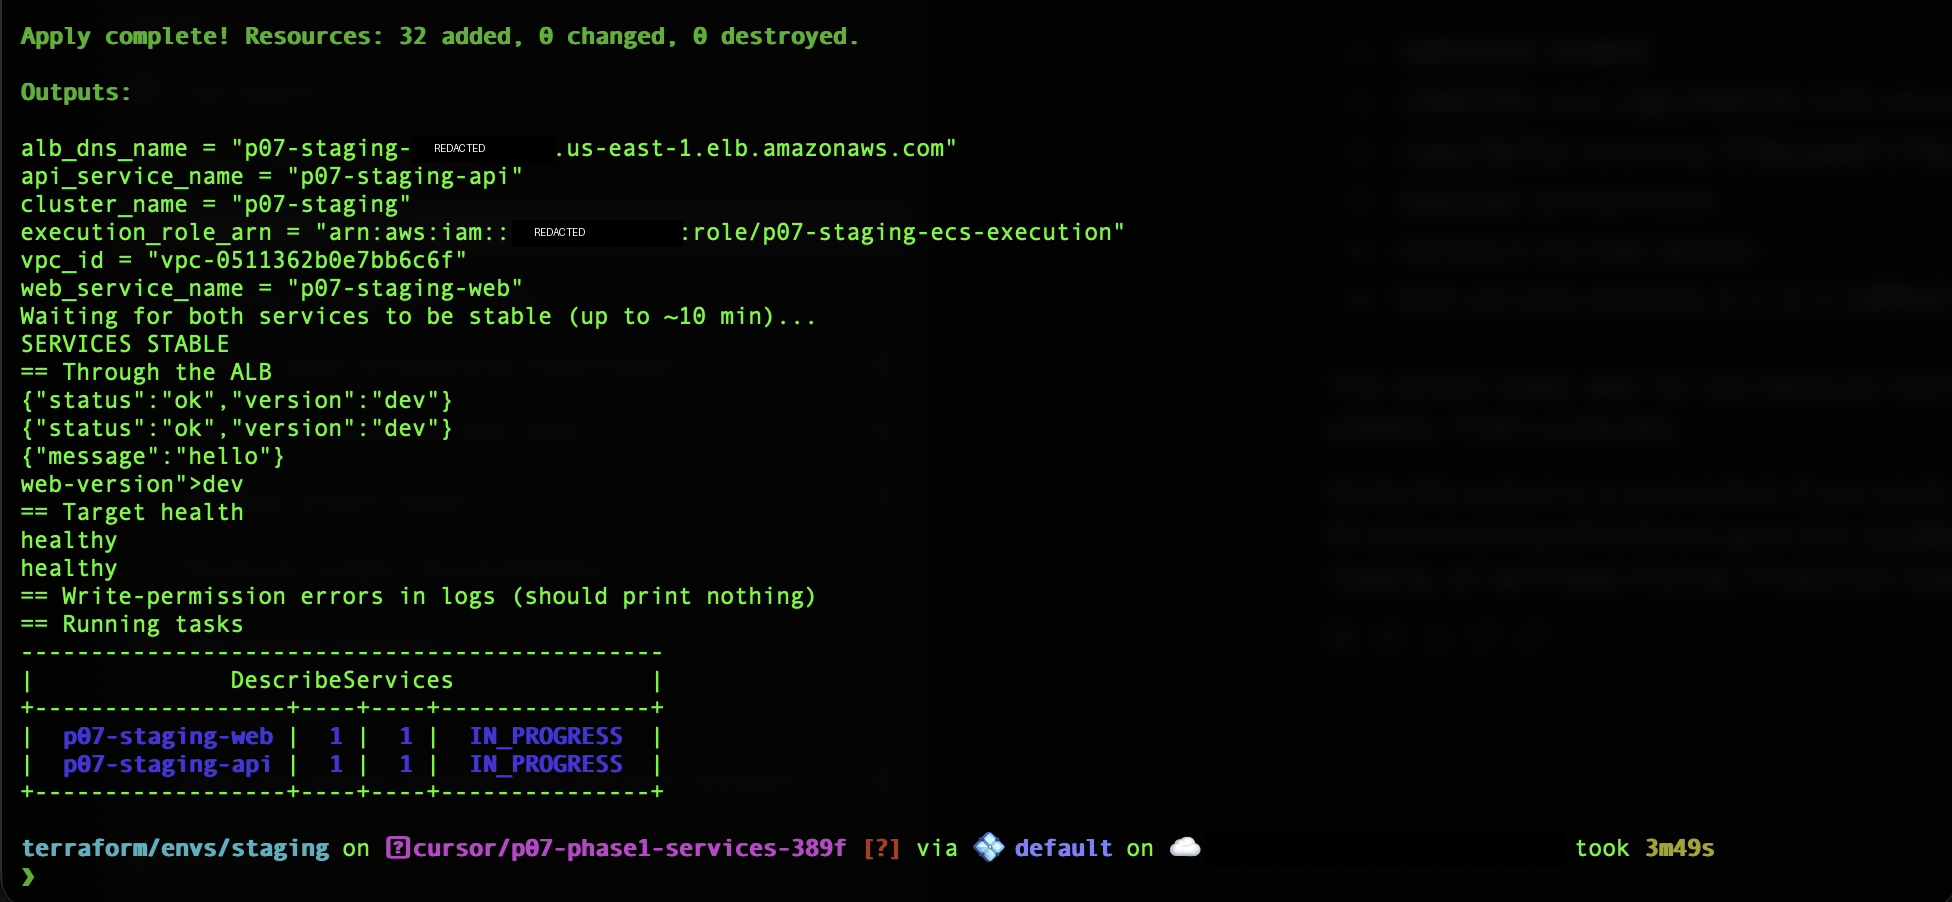 Apply complete! Resources: 32 added, 0 changed, 0 destroyed.
Outputs:
alb_dns_name = "p07-staging- REDACTED .us-east-1.elb.amazonaws.com"
api_service_name = "p07-staging-api"
cluster_name = "p07-staging"
execution_role_arn = "arn:aws:iam:: REDACTED :role/p07-staging-ecs-execution"
vpc_id = "vpc-0511362b0e7bb6c6f"
web_service_name = "p07-staging-web"
Waiting for both services to be stable (up to ~10 min)...
SERVICES STABLE
== Through the ALB
{"status":"ok","version":"dev"}
{"status":"ok","version":"dev"}
{"message":"hello"}
web-version">dev
== Target health
healthy
healthy
== Write-permission errors in logs (should print nothing)
== Running tasks
----------------------------------------------
| DescribeServices |
+------------------+----+----+---------------+
| p07-staging-web | 1 | 1 | IN_PROGRESS |
| p07-staging-api | 1 | 1 | IN_PROGRESS |
+------------------+----+----+---------------+
terraform/envs/staging on [?]cursor/p07-phase1-services-389f [?] via default on took 3m49s
❯